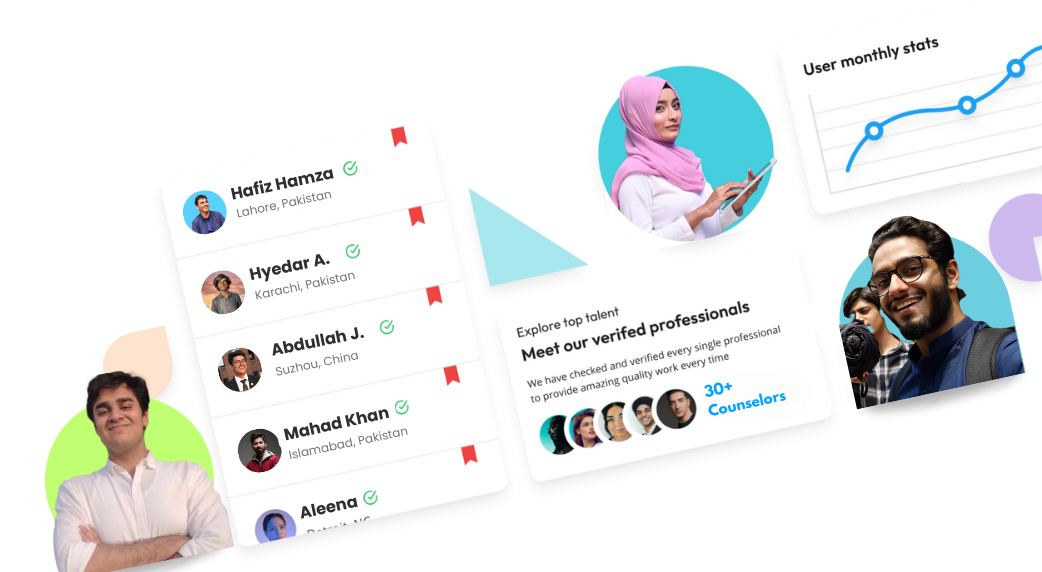 User monthly stats
Hafiz Hamza
Lahore, Pakistan
Hyedar A.
Karachi, Pakistan
Abdullah J.
Suzhou, China
Mahad Khan
Islamabad, Pakistan
Aleena
Explore top talent
Meet our verifed professionals
We have checked and verified every single professional
to provide amazing quality work every time
30+
Counselors